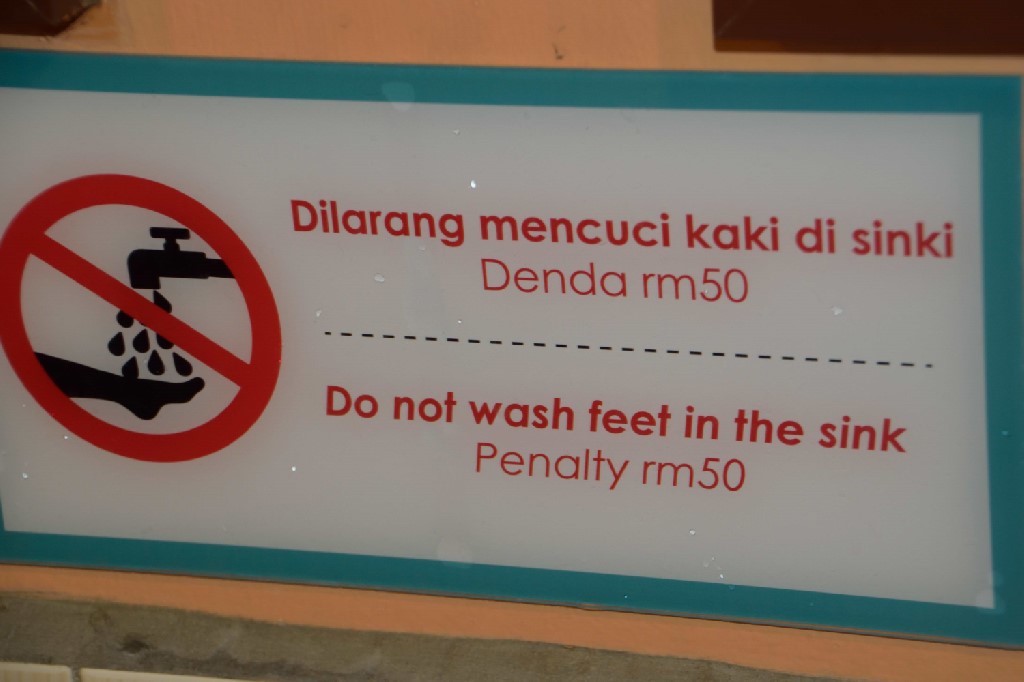 Dilarang mencuci kaki di sinki
Denda rm50
Do not wash feet in the sink
Penalty rm50